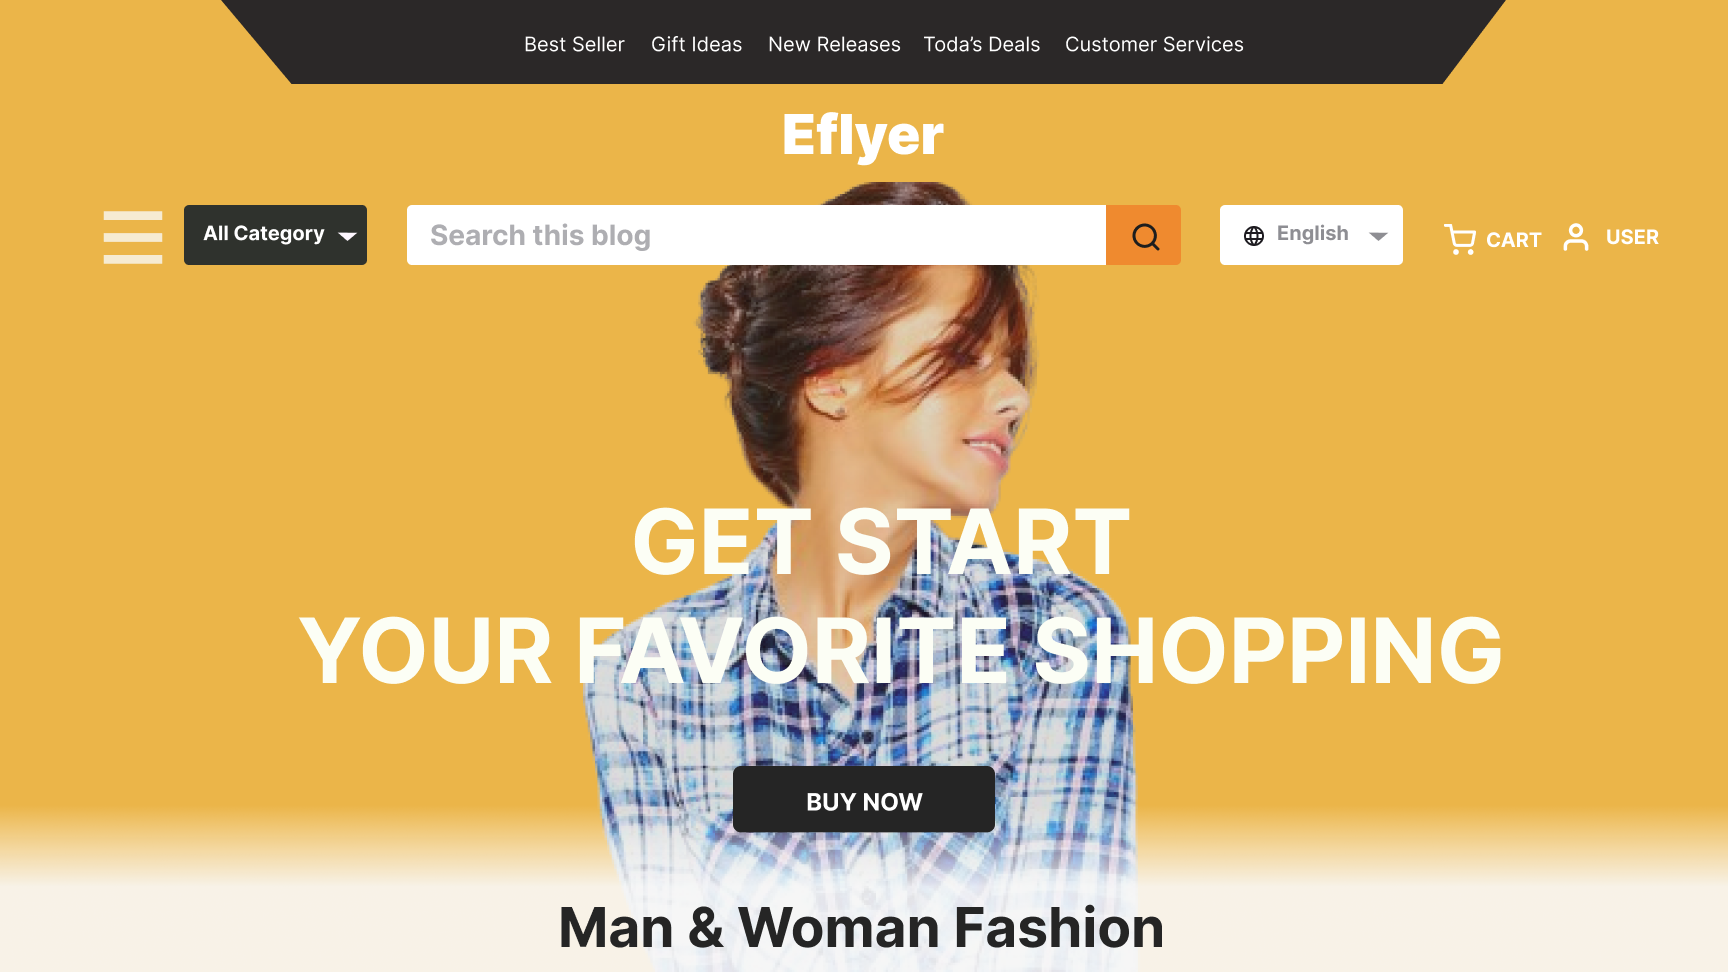 Best Seller Gift Ideas New Releases Toda’s Deals Customer Services
Eflyer
All Category Search this blog English CART USER
GET START
YOUR FAVORITE SHOPPING
BUY NOW
Man & Woman Fashion